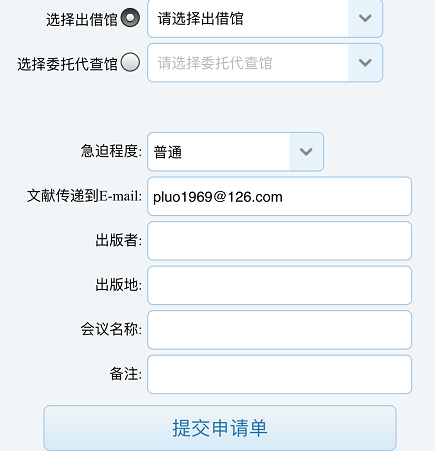 选择出借馆 请选择出借馆
选择委托代查馆 请选择委托代查馆
急迫程度: 普通
文献传递到E-mail: pluo1969@126.com
出版者:
出版地:
会议名称:
备注:
提交申请单